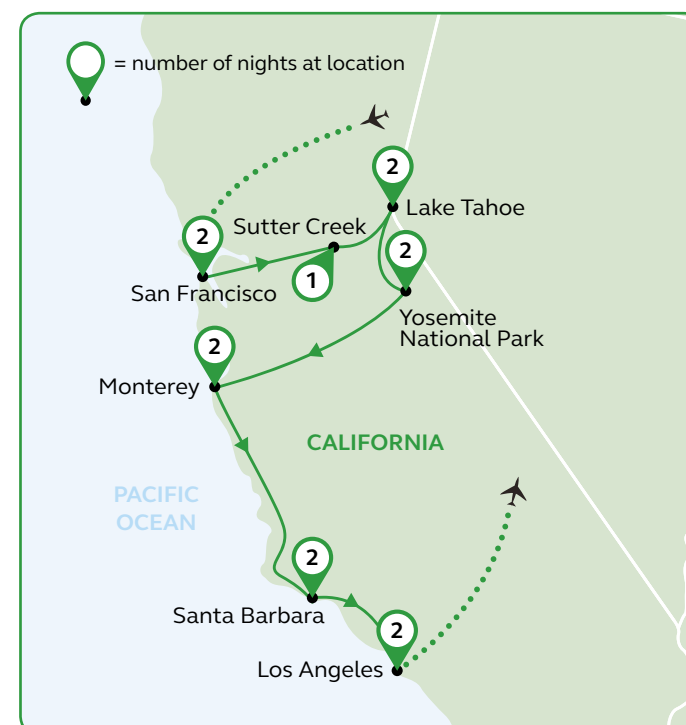 = number of nights at location
2
Lake Tahoe
Sutter Creek
2
2
San Francisco
1
Yosemite
National Park
2
Monterey
CALIFORNIA
PACIFIC
OCEAN
2
Santa Barbara
2
Los Angeles